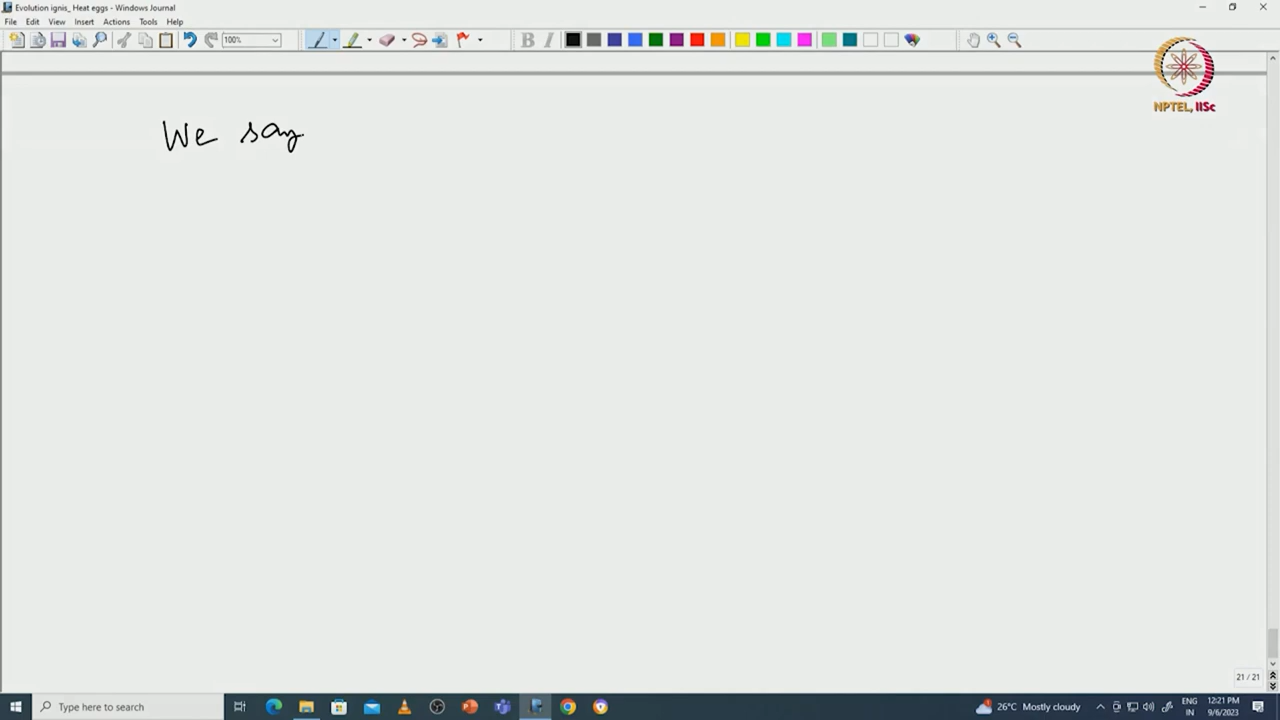 Evolution ignis_ Heat eggs - Windows Journal
File Edit View Insert Actions Tools Help
100% B I
NPTEL, IISc
We say
21 / 21
Type here to search
26°C Mostly cloudy
ENG
IN
12:21 PM
9/6/2023